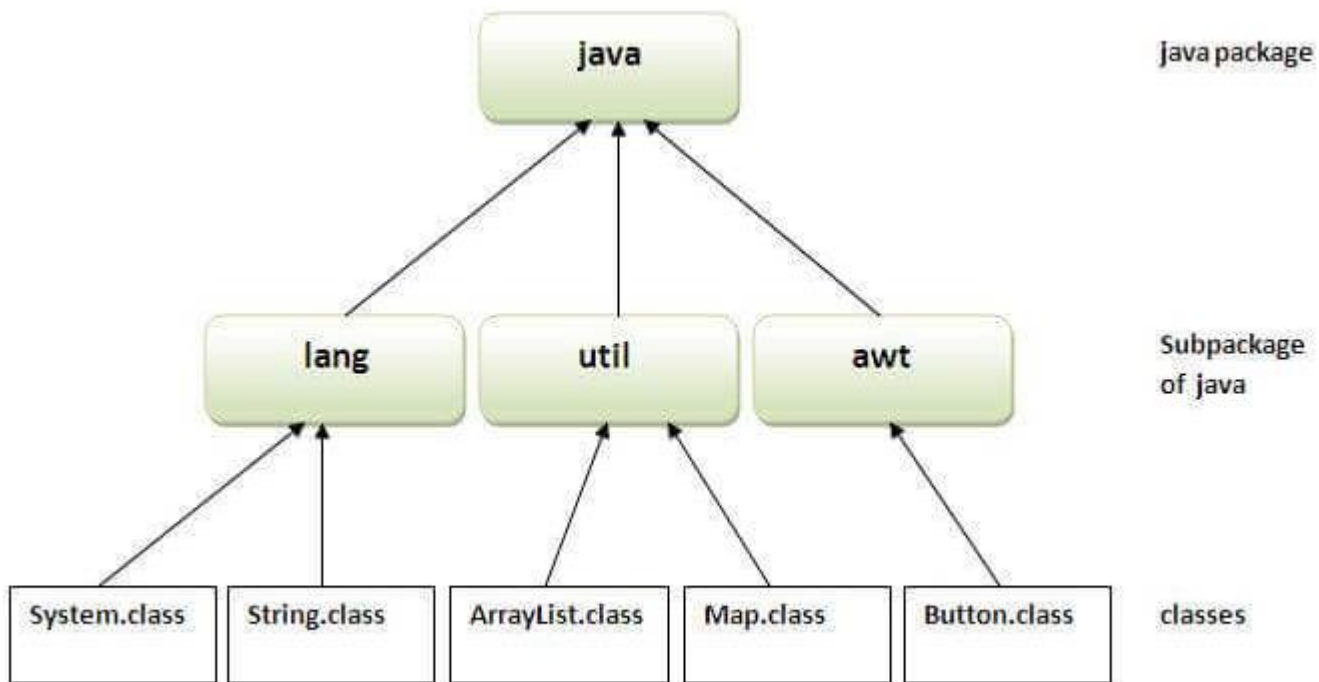 java
java package
lang
util
awt
Subpackage
of java
System.class
String.class
ArrayList.class
Map.class
Button.class
classes